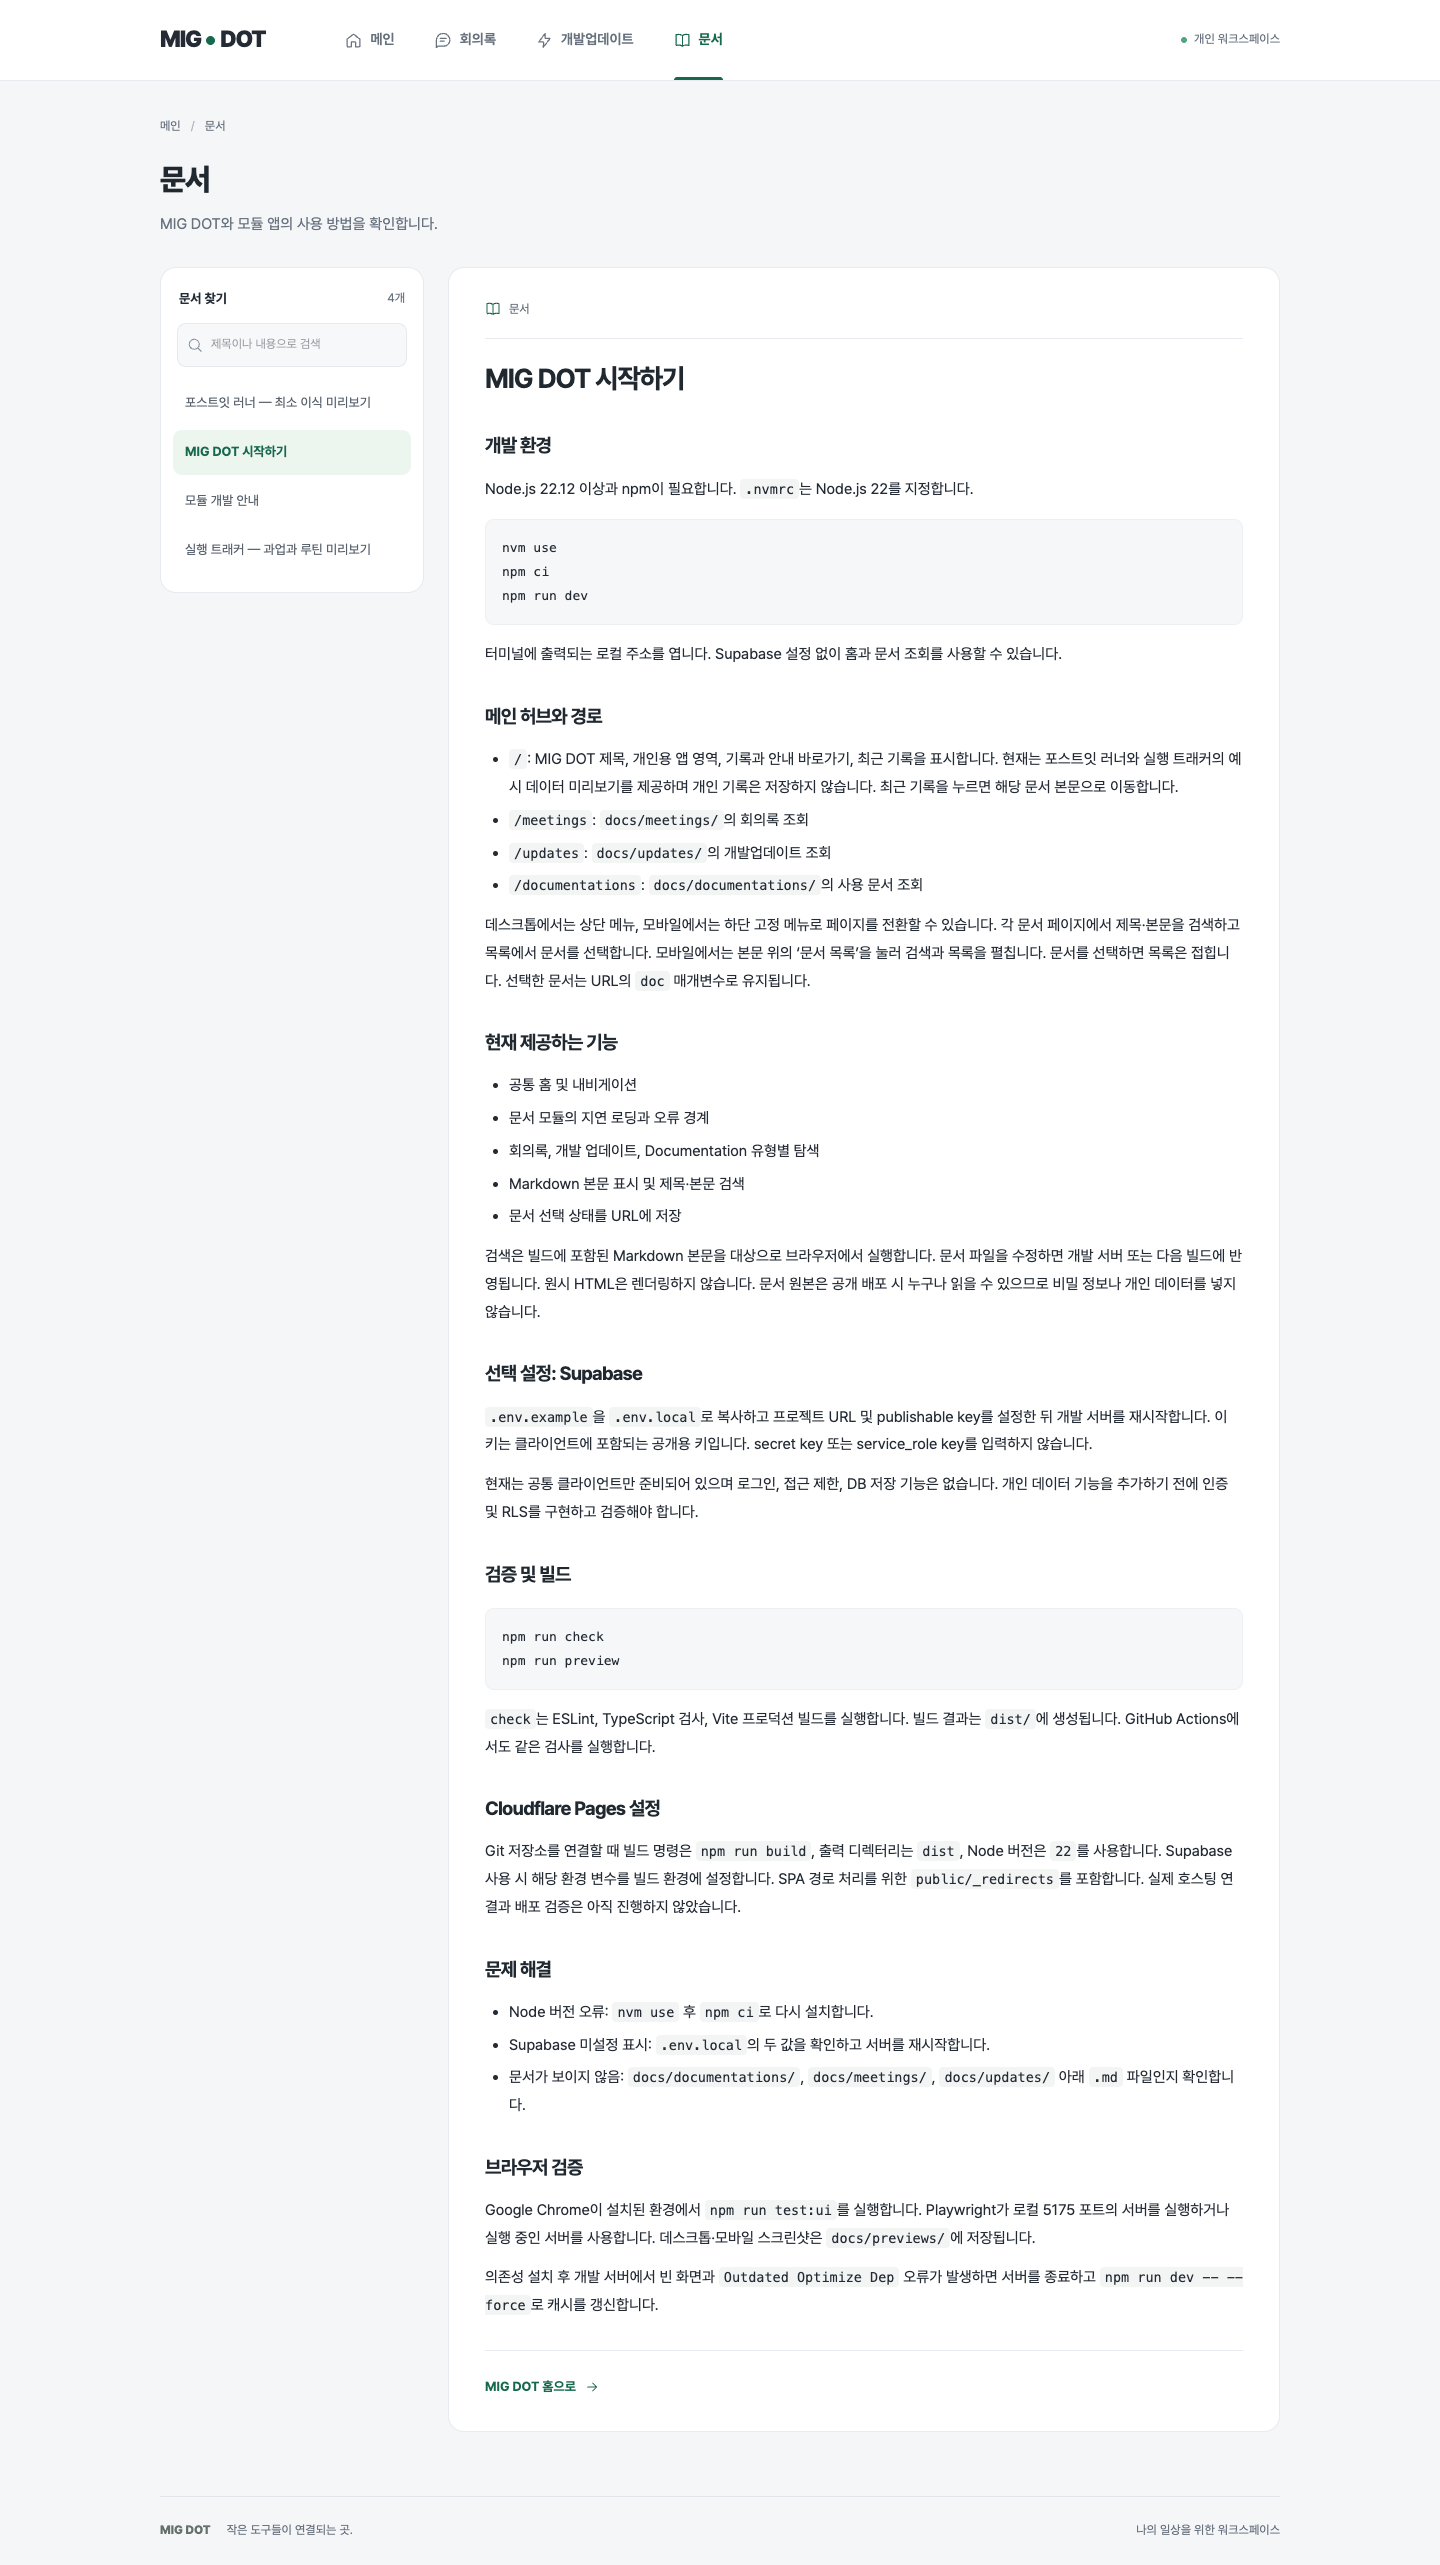 MIG DOT
메인
회의록
개발업데이트
문서
개인 워크스페이스
메인 / 문서
문서
MIG DOT와 모듈 앱의 사용 방법을 확인합니다.
문서 찾기
4개
제목이나 내용으로 검색
포스트잇 러너 — 최소 이식 미리보기
MIG DOT 시작하기
모듈 개발 안내
실행 트래커 — 과업과 루틴 미리보기
문서
MIG DOT 시작하기
개발 환경
Node.js 22.12 이상과 npm이 필요합니다. .nvmrc는 Node.js 22를 지정합니다.
nvm use
npm ci
npm run dev
터미널에 출력되는 로컬 주소를 엽니다. Supabase 설정 없이 홈과 문서 조회를 사용할 수 있습니다.
메인 허브와 경로
• /: MIG DOT 제목, 개인용 앱 영역, 기록과 안내 바로가기, 최근 기록을 표시합니다. 현재는 포스트잇 러너와 실행 트래커의 예
시 데이터 미리보기를 제공하며 개인 기록은 저장하지 않습니다. 최근 기록을 누르면 해당 문서 본문으로 이동합니다.
• /meetings: docs/meetings/의 회의록 조회
• /updates: docs/updates/의 개발업데이트 조회
• /documentations: docs/documentations/의 사용 문서 조회
데스크톱에서는 상단 메뉴, 모바일에서는 하단 고정 메뉴로 페이지를 전환할 수 있습니다. 각 문서 페이지에서 제목·본문을 검색하고
목록에서 문서를 선택합니다. 모바일에서는 본문 위의 ‘문서 목록’을 눌러 검색과 목록을 펼칩니다. 문서를 선택하면 목록은 접힙니
다. 선택한 문서는 URL의 doc 매개변수로 유지됩니다.
현재 제공하는 기능
• 공통 홈 및 내비게이션
• 문서 모듈의 지연 로딩과 오류 경계
• 회의록, 개발 업데이트, Documentation 유형별 탐색
• Markdown 본문 표시 및 제목·본문 검색
• 문서 선택 상태를 URL에 저장
검색은 빌드에 포함된 Markdown 본문을 대상으로 브라우저에서 실행합니다. 문서 파일을 수정하면 개발 서버 또는 다음 빌드에 반
영됩니다. 원시 HTML은 렌더링하지 않습니다. 문서 원본은 공개 배포 시 누구나 읽을 수 있으므로 비밀 정보나 개인 데이터를 넣지
않습니다.
선택 설정: Supabase
.env.example을 .env.local로 복사하고 프로젝트 URL 및 publishable key를 설정한 뒤 개발 서버를 재시작합니다. 이
키는 클라이언트에 포함되는 공개용 키입니다. secret key 또는 service_role key를 입력하지 않습니다.
현재는 공통 클라이언트만 준비되어 있으며 로그인, 접근 제한, DB 저장 기능은 없습니다. 개인 데이터 기능을 추가하기 전에 인증
및 RLS를 구현하고 검증해야 합니다.
검증 및 빌드
npm run check
npm run preview
check는 ESLint, TypeScript 검사, Vite 프로덕션 빌드를 실행합니다. 빌드 결과는 dist/에 생성됩니다. GitHub Actions에
서도 같은 검사를 실행합니다.
Cloudflare Pages 설정
Git 저장소를 연결할 때 빌드 명령은 npm run build, 출력 디렉터리는 dist, Node 버전은 22를 사용합니다. Supabase
사용 시 해당 환경 변수를 빌드 환경에 설정합니다. SPA 경로 처리를 위한 public/_redirects를 포함합니다. 실제 호스팅 연
결과 배포 검증은 아직 진행하지 않았습니다.
문제 해결
• Node 버전 오류: nvm use 후 npm ci로 다시 설치합니다.
• Supabase 미설정 표시: .env.local의 두 값을 확인하고 서버를 재시작합니다.
• 문서가 보이지 않음: docs/documentations/, docs/meetings/, docs/updates/ 아래 .md 파일인지 확인합니
다.
브라우저 검증
Google Chrome이 설치된 환경에서 npm run test:ui를 실행합니다. Playwright가 로컬 5175 포트의 서버를 실행하거나
실행 중인 서버를 사용합니다. 데스크톱·모바일 스크린샷은 docs/previews/에 저장됩니다.
의존성 설치 후 개발 서버에서 빈 화면과 Outdated Optimize Dep 오류가 발생하면 서버를 종료하고 npm run dev -- --
force로 캐시를 갱신합니다.
MIG DOT 홈으로 →
MIG DOT 작은 도구들이 연결되는 곳.
나의 일상을 위한 워크스페이스